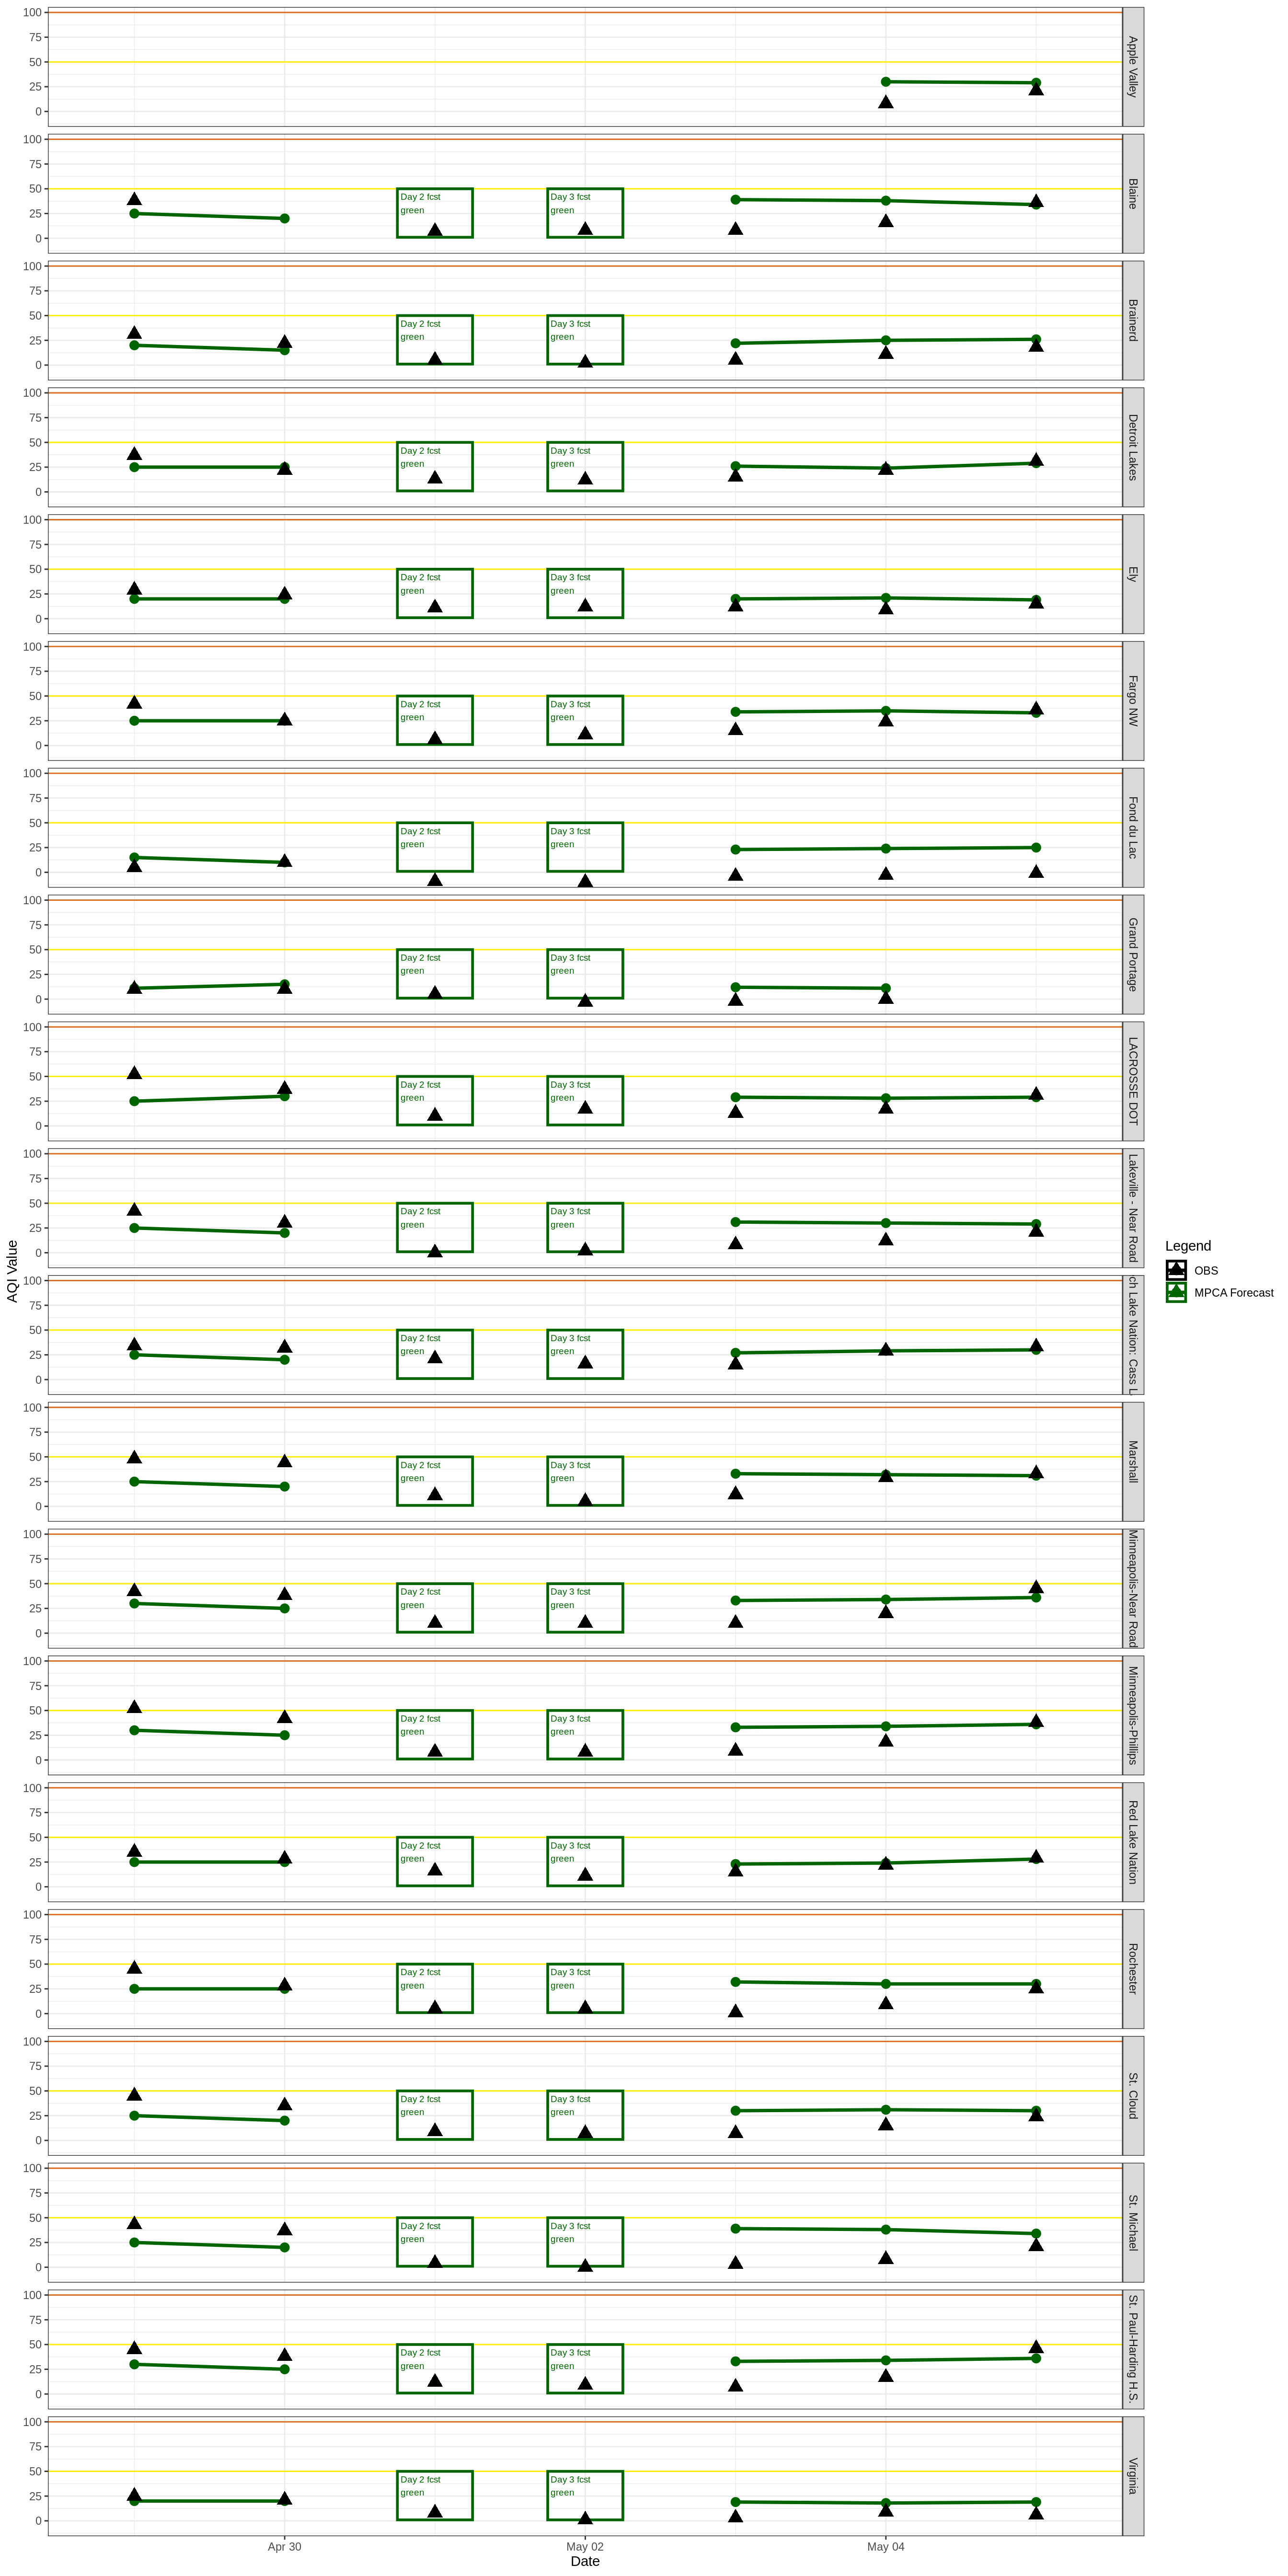 100
75
50
25
0
Apple Valley
100
75
50
25
0
Day 2 fcst
green
Day 3 fcst
green
Blaine
100
75
50
25
0
Day 2 fcst
green
Day 3 fcst
green
Brainerd
100
75
50
25
0
Day 2 fcst
green
Day 3 fcst
green
Detroit Lakes
100
75
50
25
0
Day 2 fcst
green
Day 3 fcst
green
Ely
100
75
50
25
0
Day 2 fcst
green
Day 3 fcst
green
Fargo NW
100
75
50
25
0
Day 2 fcst
green
Day 3 fcst
green
Fond du Lac
100
75
50
25
0
Day 2 fcst
green
Day 3 fcst
green
Grand Portage
100
75
50
25
0
Day 2 fcst
green
Day 3 fcst
green
LACROSSE DOT
100
75
50
25
0
Day 2 fcst
green
Day 3 fcst
green
Lakeville - Near Road
100
75
50
25
0
Day 2 fcst
green
Day 3 fcst
green
ch Lake Nation: Cass L
100
75
50
25
0
Day 2 fcst
green
Day 3 fcst
green
Marshall
100
75
50
25
0
Day 2 fcst
green
Day 3 fcst
green
Minneapolis-Near Road
100
75
50
25
0
Day 2 fcst
green
Day 3 fcst
green
Minneapolis-Phillips
100
75
50
25
0
Day 2 fcst
green
Day 3 fcst
green
Red Lake Nation
100
75
50
25
0
Day 2 fcst
green
Day 3 fcst
green
Rochester
100
75
50
25
0
Day 2 fcst
green
Day 3 fcst
green
St. Cloud
100
75
50
25
0
Day 2 fcst
green
Day 3 fcst
green
St. Michael
100
75
50
25
0
Day 2 fcst
green
Day 3 fcst
green
St. Paul-Harding H.S.
100
75
50
25
0
Day 2 fcst
green
Day 3 fcst
green
Virginia
Apr 30
May 02
May 04
Date
AQI Value
Legend
OBS
MPCA Forecast